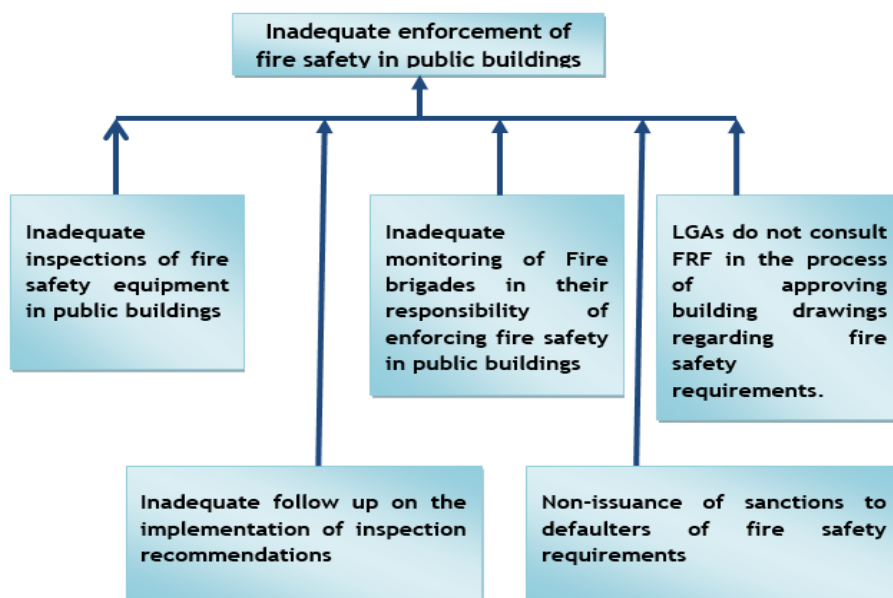 Inadequate enforcement of
fire safety in public buildings
Inadequate
inspections of fire
safety equipment
in public buildings
Inadequate
monitoring of Fire
brigades in their
responsibility of
enforcing fire safety
in public buildings
LGAs do not consult
FRF in the process
of approving
building drawings
regarding fire
safety
requirements.
Inadequate follow up on the
implementation of inspection
recommendations
Non-issuance of sanctions to
defaulters of fire safety
requirements